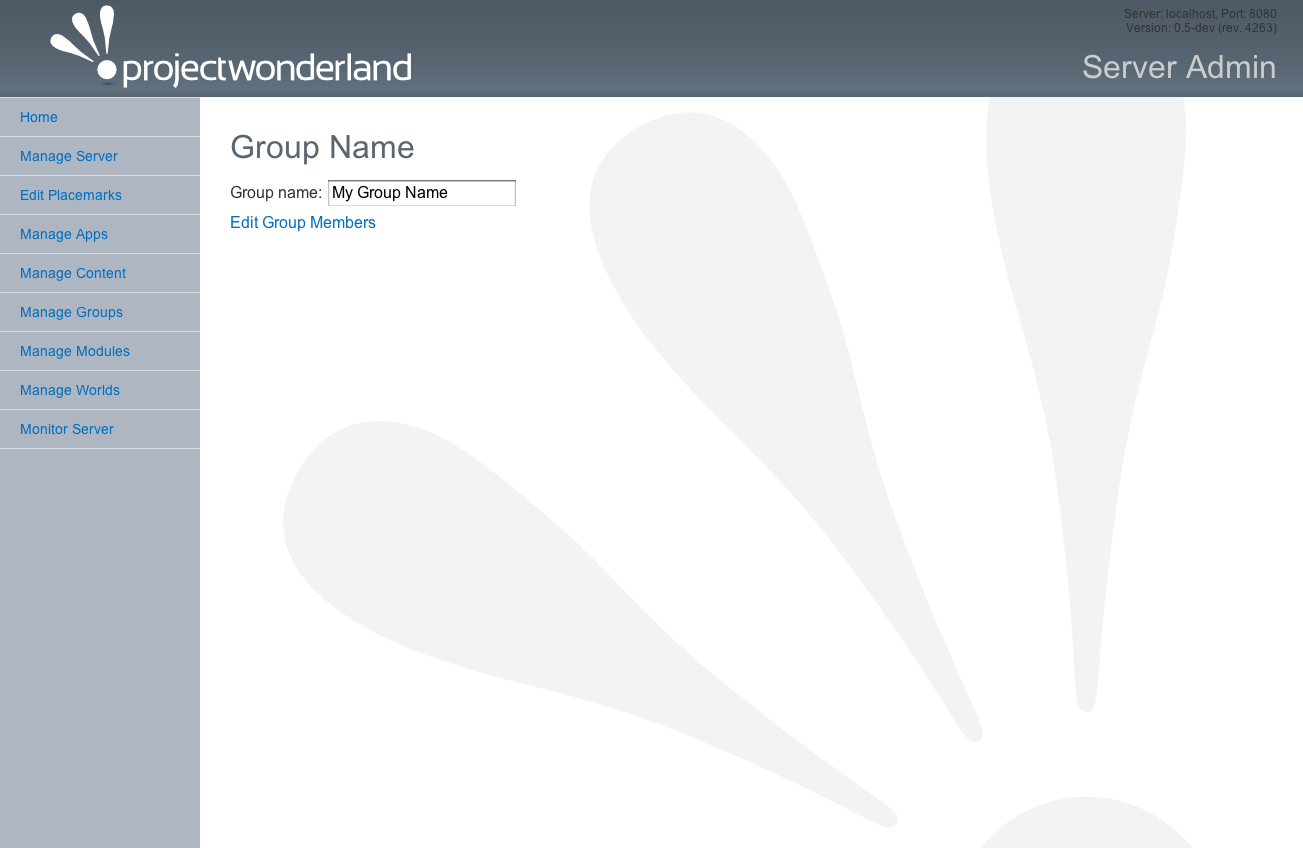 projectwonderland
Server: localhost, Port: 8080
Version: 0.5-dev (rev. 4263)
Server Admin
Home
Manage Server
Edit Placemarks
Manage Apps
Manage Content
Manage Groups
Manage Modules
Manage Worlds
Monitor Server
Group Name
Group name: My Group Name
Edit Group Members